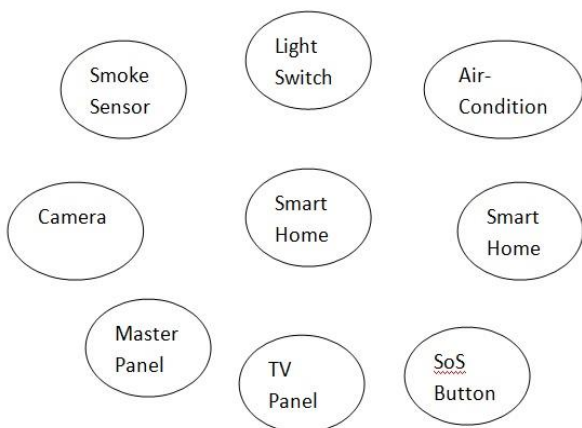 Light
Switch
Smoke
Sensor
Air-
Condition
Camera
Smart
Home
Smart
Home
Master
Panel
TV
Panel
SoS
Button